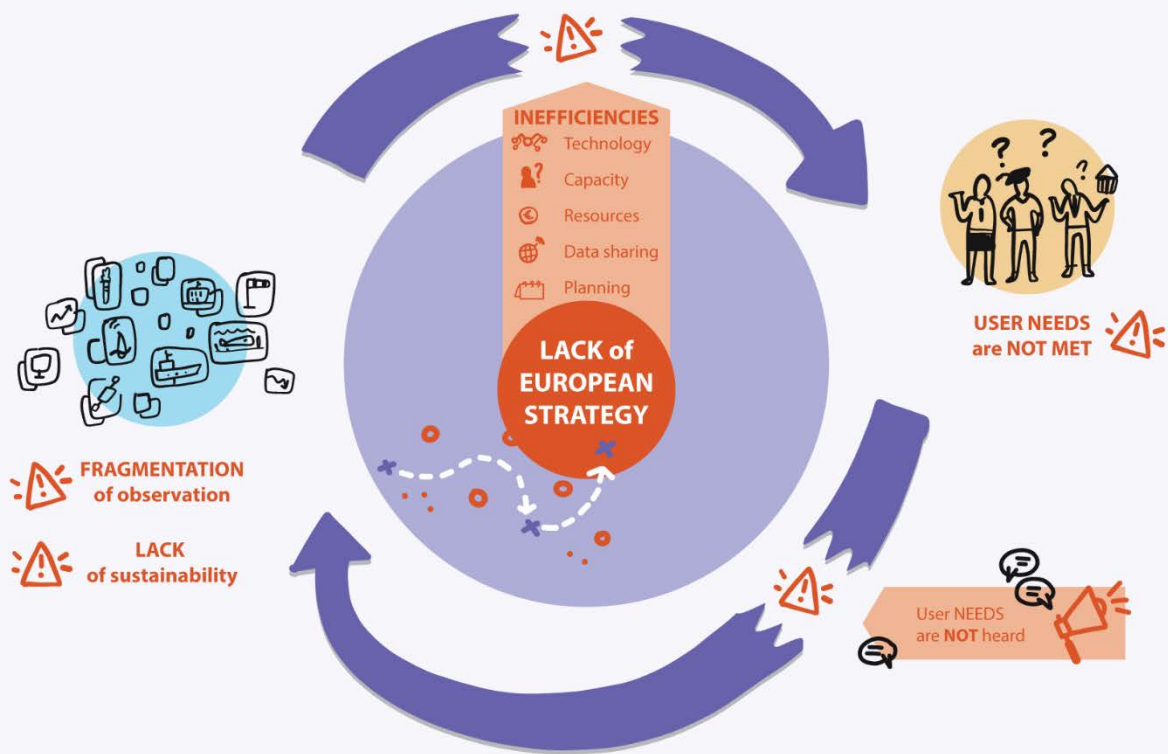 INEFFICIENCIES
Technology
Capacity
Resources
Data sharing
Planning
LACK of
EUROPEAN
STRATEGY
USER NEEDS
are NOT MET
FRAGMENTATION
of observation
LACK
of sustainability
User NEEDS
are NOT heard